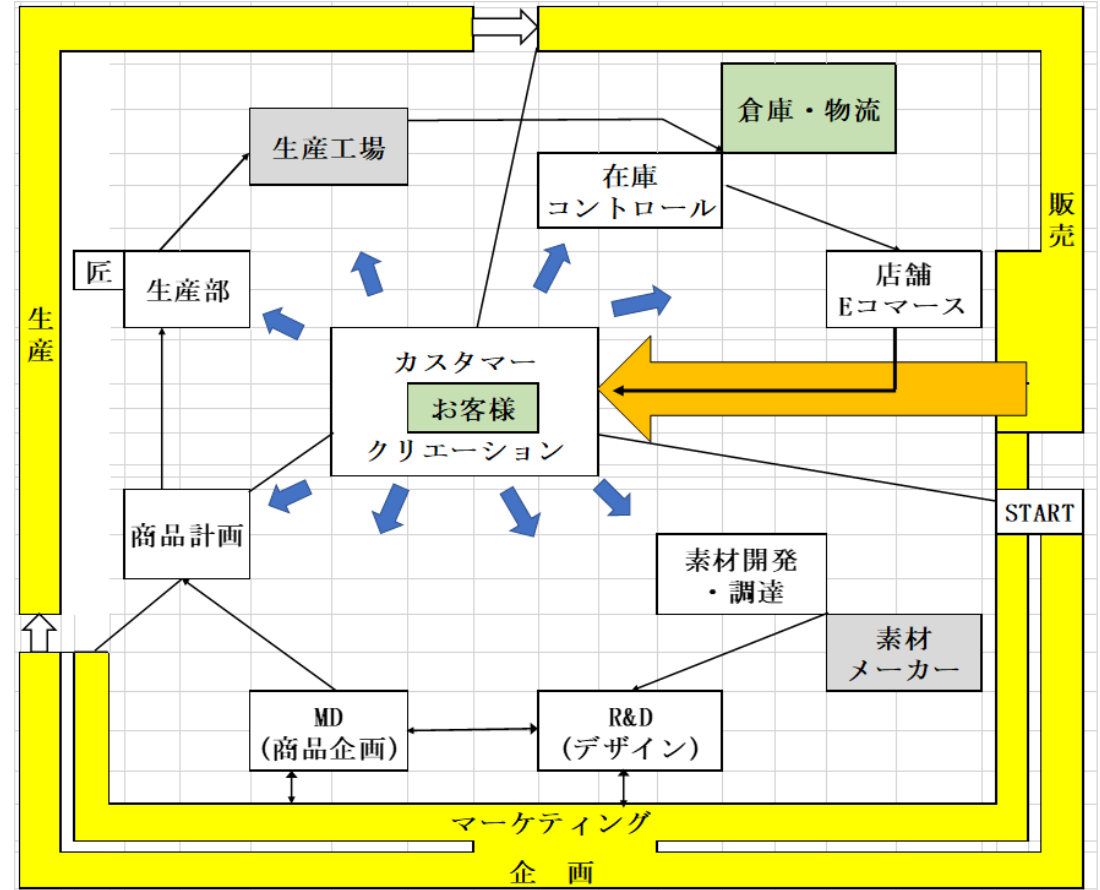 倉庫・物流
生産工場
在庫
コントロール
販
売
匠
生産部
店舗
Eコマース
生
産
カスタマー
お客様
クリエーション
START
商品計画
素材開発
・調達
素材
メーカー
MD
(商品企画)
R&D
(デザイン)
マーケティング
企　画